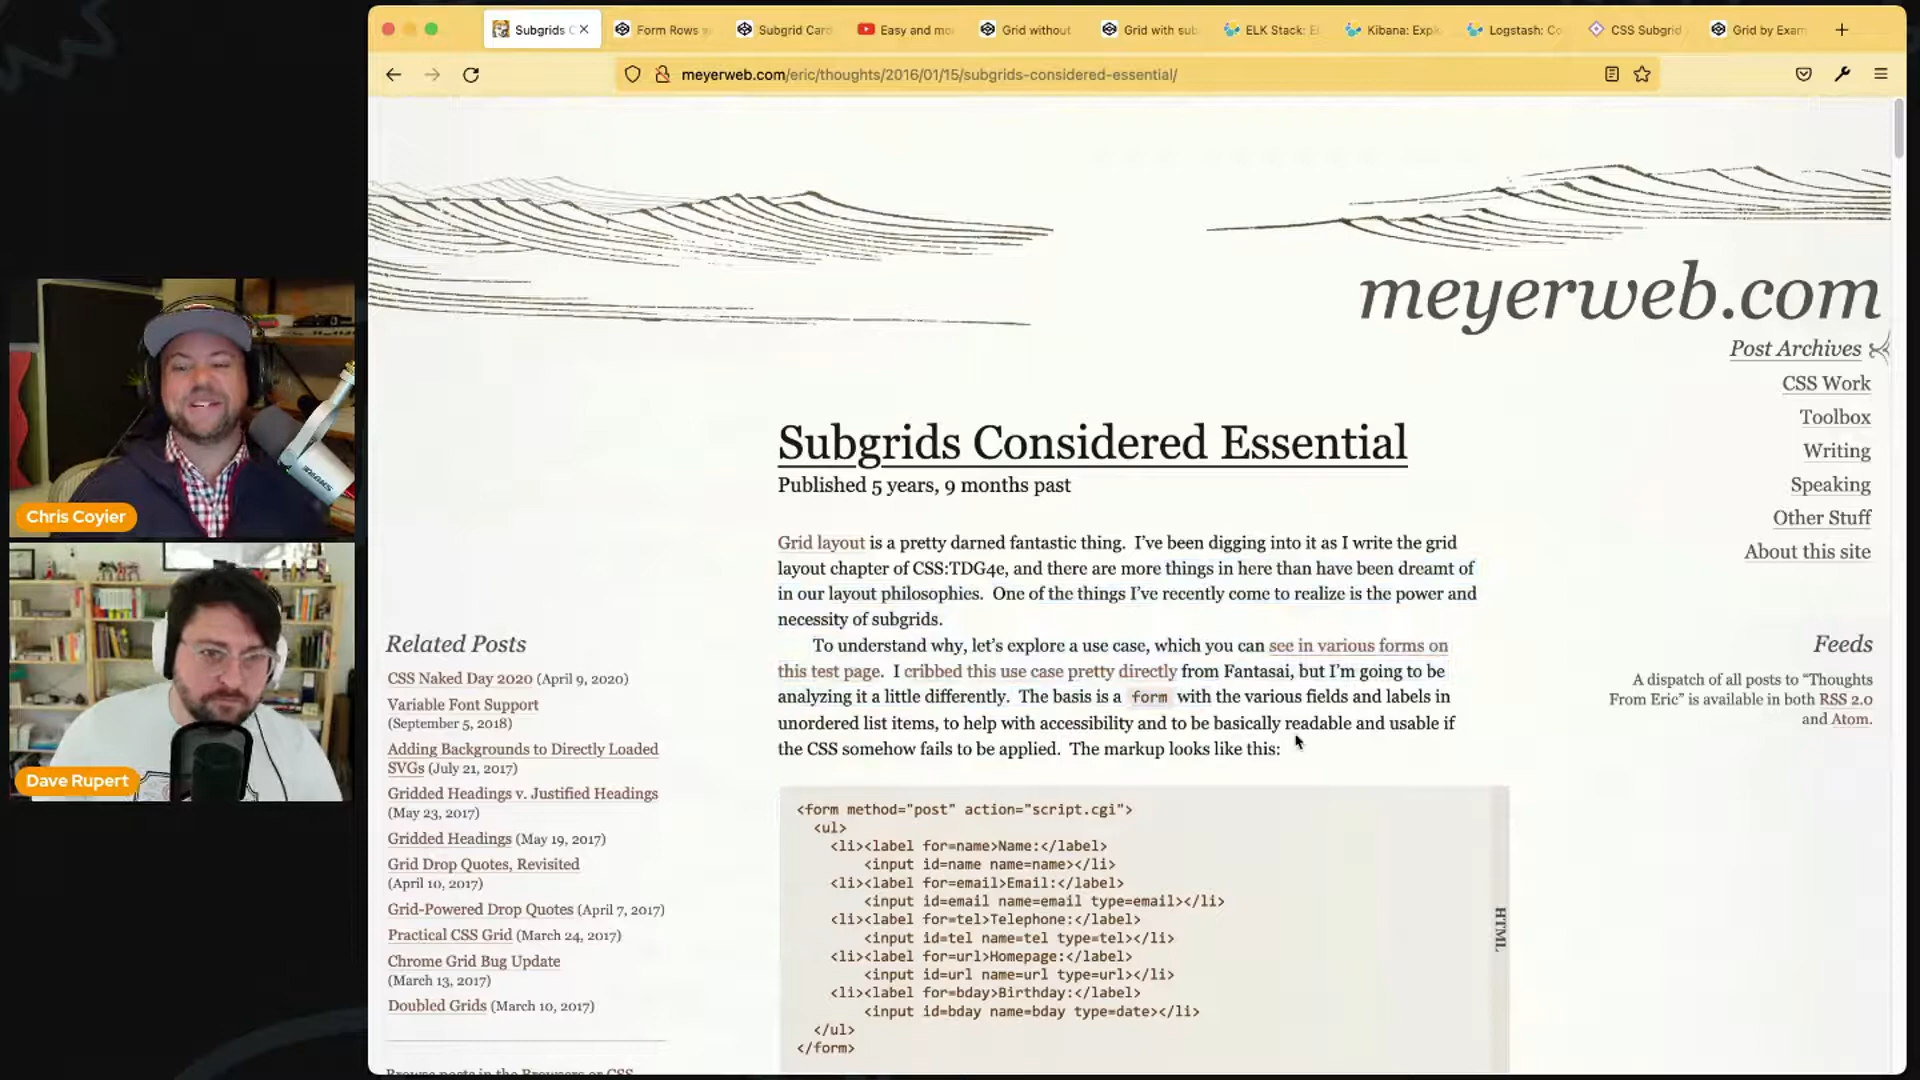 Subgrids C
Form Rows w
Subgrid Card
Easy and mo
Grid without
Grid with sub
ELK Stack: E
Kibana: Expl
Logstash: Co
CSS Subgrid
Grid by Exam
meyerweb.com/eric/thoughts/2016/01/15/subgrids-considered-essential/
meyerweb.com
Post Archives
CSS Work
Toolbox
Writing
Speaking
Other Stuff
About this site
Subgrids Considered Essential
Published 5 years, 9 months past
Grid layout is a pretty darned fantastic thing. I’ve been digging into it as I write the grid
layout chapter of CSS:TDG4e, and there are more things in here than have been dreamt of
in our layout philosophies. One of the things I’ve recently come to realize is the power and
necessity of subgrids.
To understand why, let’s explore a use case, which you can see in various forms on
this test page. I cribbed this use case pretty directly from Fantasai, but I’m going to be
analyzing it a little differently. The basis is a form with the various fields and labels in
unordered list items, to help with accessibility and to be basically readable and usable if
the CSS somehow fails to be applied. The markup looks like this:
<form method="post" action="script.cgi">
<ul>
<li><label for=name>Name:</label>
<input id=name name=name></li>
<li><label for=email>Email:</label>
<input id=email name=email type=email></li>
<li><label for=tel>Telephone:</label>
<input id=tel name=tel type=tel></li>
<li><label for=url>Homepage:</label>
<input id=url name=url type=url></li>
<li><label for=bday>Birthday:</label>
<input id=bday name=bday type=date></li>
</ul>
</form>
HTML
Related Posts
CSS Naked Day 2020 (April 9, 2020)
Variable Font Support
(September 5, 2018)
Adding Backgrounds to Directly Loaded
SVGs (July 21, 2017)
Gridded Headings v. Justified Headings
(May 23, 2017)
Gridded Headings (May 19, 2017)
Grid Drop Quotes, Revisited
(April 10, 2017)
Grid-Powered Drop Quotes (April 7, 2017)
Practical CSS Grid (March 24, 2017)
Chrome Grid Bug Update
(March 13, 2017)
Doubled Grids (March 10, 2017)
Browse posts in the Browsers or CSS
Feeds
A dispatch of all posts to “Thoughts
From Eric” is available in both RSS 2.0
and Atom.
Chris Coyier
Dave Rupert